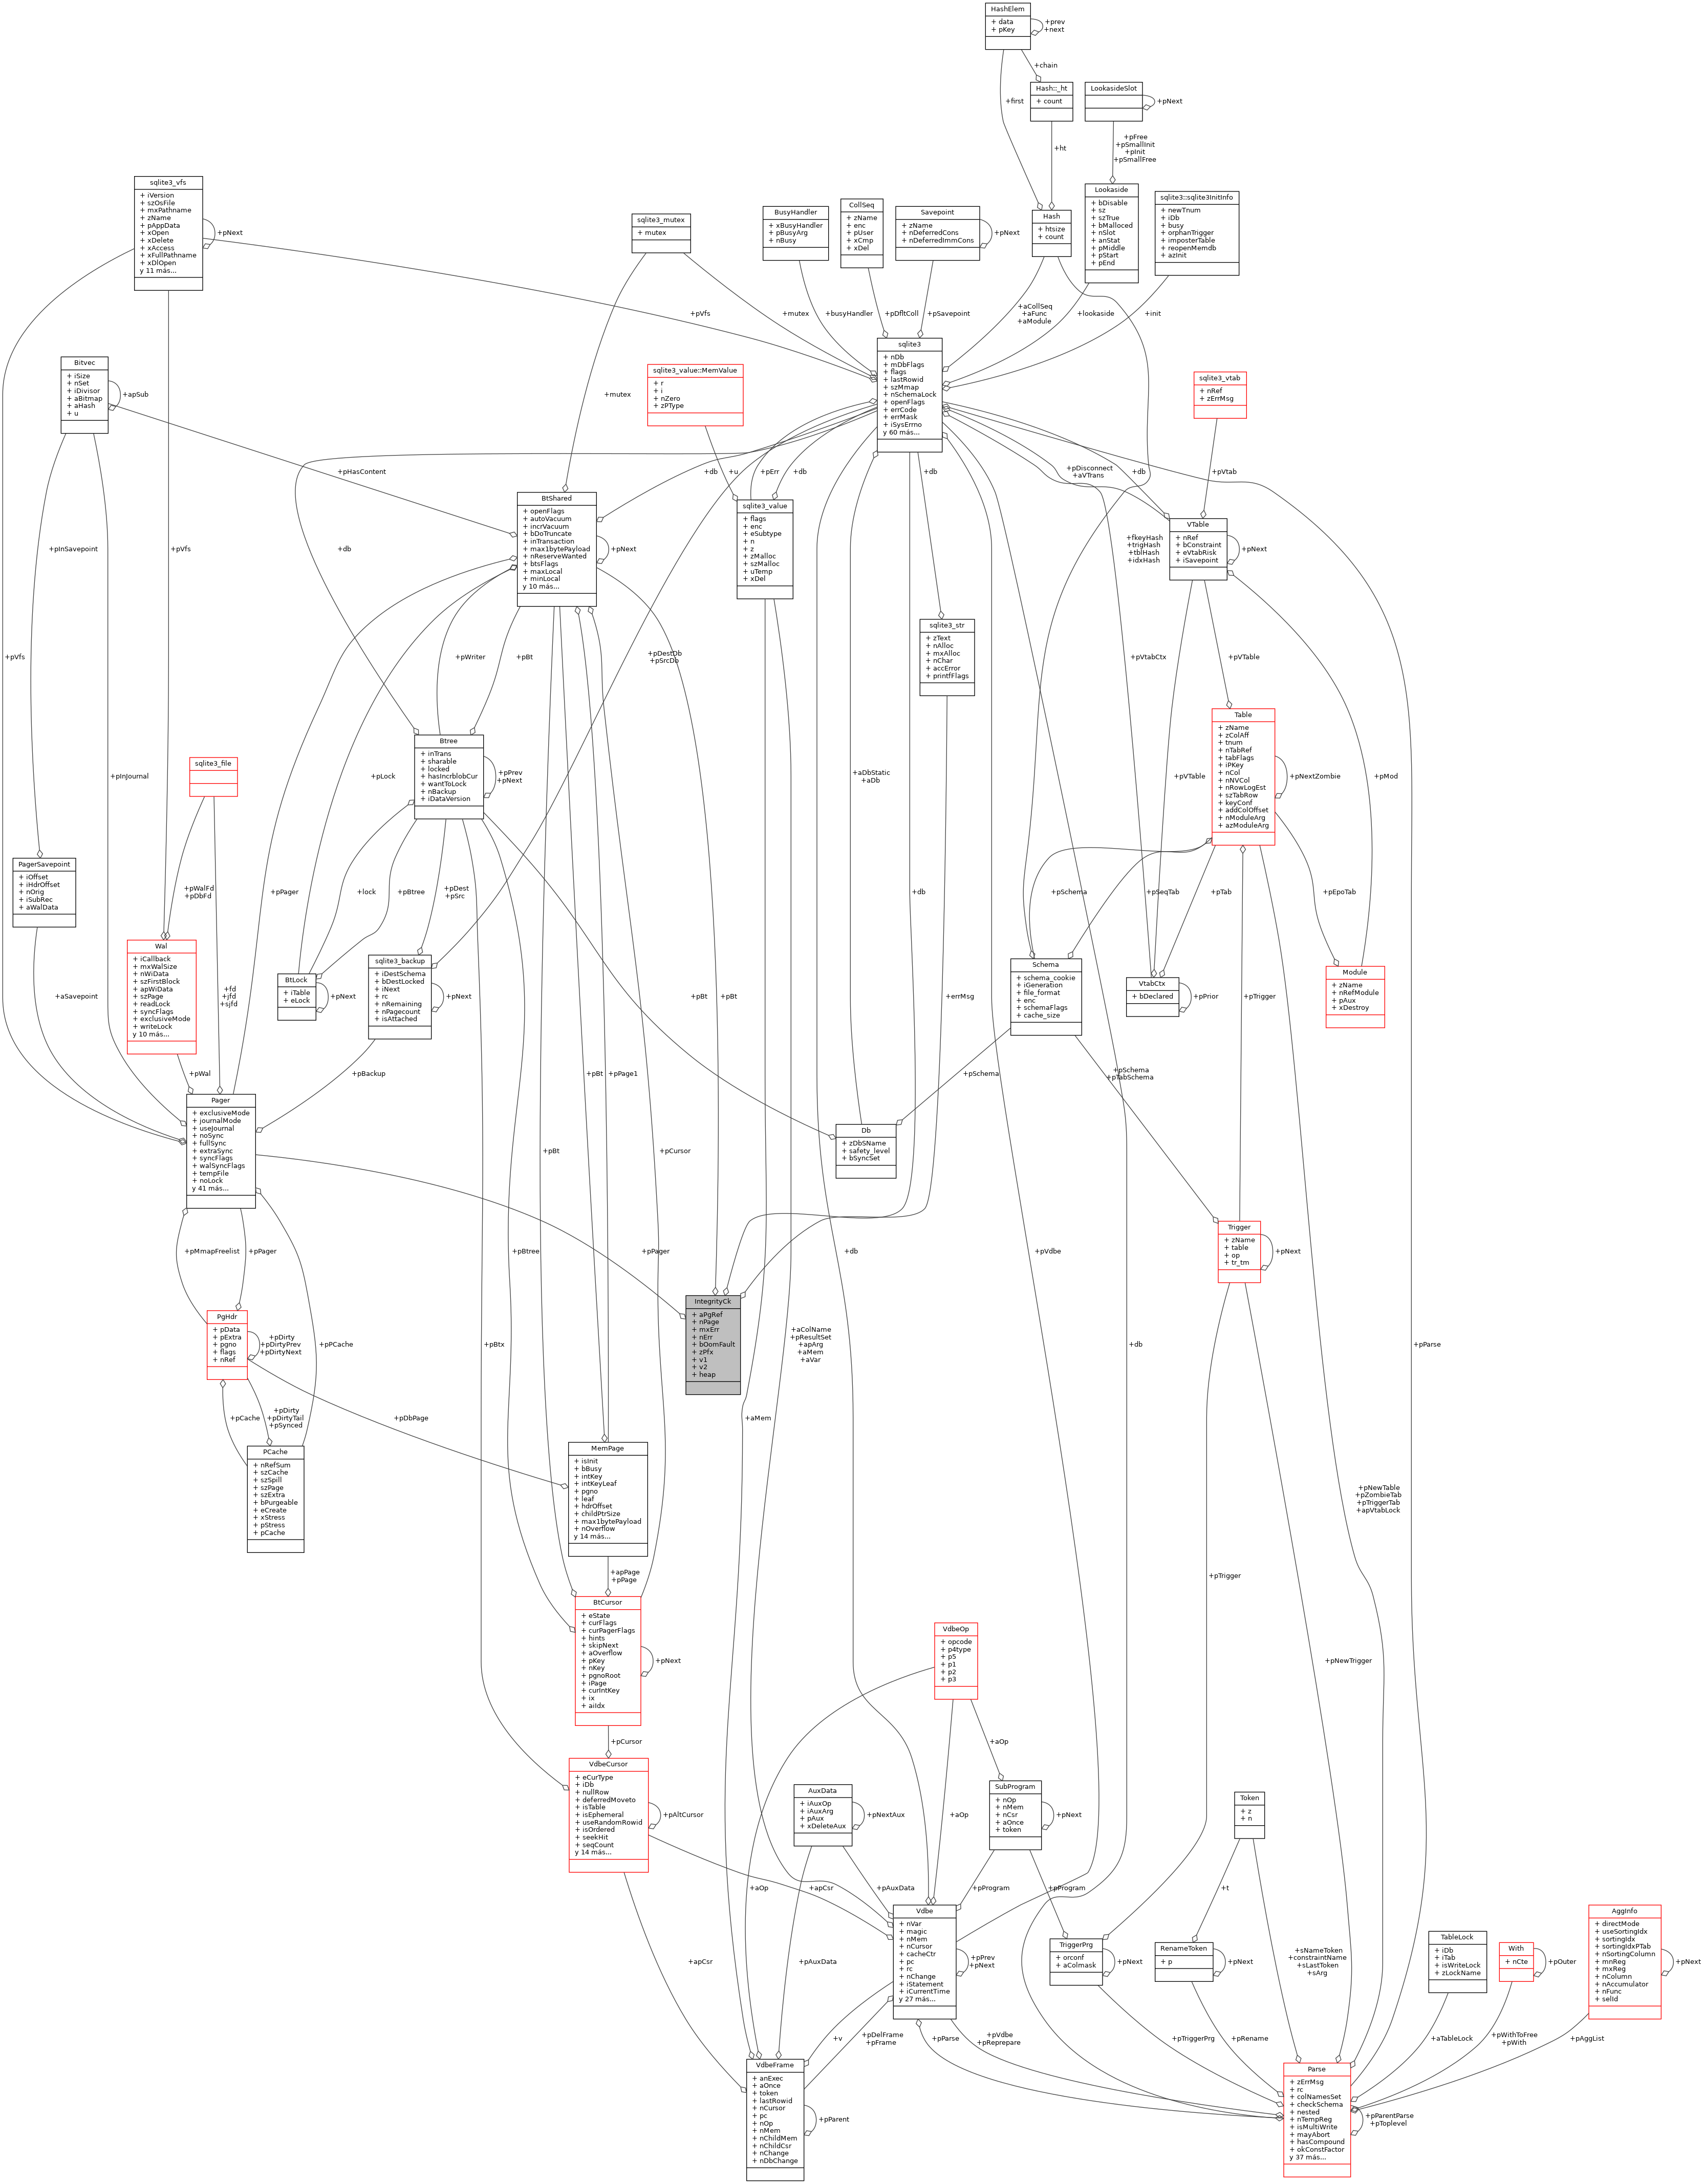 HashElem
+ data
+ pKey
+prev
+next
+chain
+first
Hash::_ht
+ count
LookasideSlot
+pNext
+ht
+pFree
+pSmallInit
+pInit
+pSmallFree
sqlite3_vfs
+ iVersion
+ szOsFile
+ mxPathname
+ zName
+ pAppData
+ xOpen
+ xDelete
+ xAccess
+ xFullPathname
+ xDlOpen
y 11 más...
+pNext
sqlite3_mutex
+ mutex
BusyHandler
+ xBusyHandler
+ pBusyArg
+ nBusy
CollSeq
+ zName
+ enc
+ pUser
+ xCmp
+ xDel
Savepoint
+ zName
+ nDeferredCons
+ nDeferredImmCons
+pNext
Hash
+ htsize
+ count
Lookaside
+ bDisable
+ sz
+ szTrue
+ bMalloced
+ nSlot
+ anStat
+ pMiddle
+ pStart
+ pEnd
sqlite3::sqlite3InitInfo
+ newTnum
+ iDb
+ busy
+ orphanTrigger
+ imposterTable
+ reopenMemdb
+ azInit
+pVfs
+mutex
+busyHandler
+pDfltColl
+pSavepoint
+aCollSeq
+aFunc
+aModule
+lookaside
+init
Bitvec
+ iSize
+ nSet
+ iDivisor
+ aBitmap
+ aHash
+ u
+apSub
sqlite3_value::MemValue
+ r
+ i
+ nZero
+ zPType
+mutex
sqlite3
+ nDb
+ mDbFlags
+ flags
+ lastRowid
+ szMmap
+ nSchemaLock
+ openFlags
+ errCode
+ errMask
+ iSysErrno
y 60 más...
sqlite3_vtab
+ nRef
+ zErrMsg
+pHasContent
+db
+u
+pErr
+db
+db
+pDisconnect
+aVTrans
+db
+pVtab
+pInSavepoint
+pVfs
+db
BtShared
+ openFlags
+ autoVacuum
+ incrVacuum
+ bDoTruncate
+ inTransaction
+ max1bytePayload
+ nReserveWanted
+ btsFlags
+ maxLocal
+ minLocal
y 10 más...
+pNext
sqlite3_value
+ flags
+ enc
+ eSubtype
+ n
+ z
+ zMalloc
+ szMalloc
+ uTemp
+ xDel
+fkeyHash
+trigHash
+tblHash
+idxHash
VTable
+ nRef
+ bConstraint
+ eVtabRisk
+ iSavepoint
+pNext
+pVfs
+pWriter
+pBt
+pDestDb
+pSrcDb
sqlite3_str
+ zText
+ nAlloc
+ mxAlloc
+ nChar
+ accError
+ printfFlags
+pVtabCtx
+pVTable
+pInJournal
sqlite3_file
+pLock
Btree
+ inTrans
+ sharable
+ locked
+ hasIncrblobCur
+ wantToLock
+ nBackup
+ iDataVersion
+pPrev
+pNext
+aDbStatic
+aDb
+pVTable
Table
+ zName
+ zColAff
+ tnum
+ nTabRef
+ tabFlags
+ iPKey
+ nCol
+ nNVCol
+ nRowLogEst
+ szTabRow
+ keyConf
+ addColOffset
+ nModuleArg
+ azModuleArg
+pNextZombie
+pMod
PagerSavepoint
+ iOffset
+ iHdrOffset
+ nOrig
+ iSubRec
+ aWalData
+pWalFd
+pDbFd
+pPager
+lock
+pBtree
+pDest
+pSrc
+db
+pSchema
+pSeqTab
+pTab
+pEpoTab
+aSavepoint
Wal
+ iCallback
+ mxWalSize
+ nWiData
+ szFirstBlock
+ apWiData
+ szPage
+ readLock
+ syncFlags
+ exclusiveMode
+ writeLock
y 10 más...
+fd
+jfd
+sjfd
BtLock
+ iTable
+ eLock
+pNext
sqlite3_backup
+ iDestSchema
+ bDestLocked
+ iNext
+ rc
+ nRemaining
+ nPagecount
+ isAttached
+pNext
+pBt
+pBt
+errMsg
Schema
+ schema_cookie
+ iGeneration
+ file_format
+ enc
+ schemaFlags
+ cache_size
VtabCtx
+ bDeclared
+pPrior
+pTrigger
Module
+ zName
+ nRefModule
+ pAux
+ xDestroy
+pWal
+pBackup
+pBt
+pPage1
+pSchema
+pSchema
+pTabSchema
Pager
+ exclusiveMode
+ journalMode
+ useJournal
+ noSync
+ fullSync
+ extraSync
+ syncFlags
+ walSyncFlags
+ tempFile
+ noLock
y 41 más...
+pBt
+pCursor
Db
+ zDbSName
+ safety_level
+ bSyncSet
+pMmapFreelist
+pPager
+pBtree
+pPager
+db
+pVdbe
Trigger
+ zName
+ table
+ op
+ tr_tm
+pNext
PgHdr
+ pData
+ pExtra
+ pgno
+ flags
+ nRef
+pDirty
+pDirtyPrev
+pDirtyNext
+pPCache
+pBtx
IntegrityCk
+ aPgRef
+ nPage
+ mxErr
+ nErr
+ bOomFault
+ zPfx
+ v1
+ v2
+ heap
+aColName
+pResultSet
+apArg
+aMem
+aVar
+db
+pParse
+pCache
+pDirty
+pDirtyTail
+pSynced
+pDbPage
+aMem
PCache
+ nRefSum
+ szCache
+ szSpill
+ szPage
+ szExtra
+ bPurgeable
+ eCreate
+ xStress
+ pStress
+ pCache
MemPage
+ isInit
+ bBusy
+ intKey
+ intKeyLeaf
+ pgno
+ leaf
+ hdrOffset
+ childPtrSize
+ max1bytePayload
+ nOverflow
y 14 más...
+pNewTable
+pZombieTab
+pTriggerTab
+apVtabLock
+apPage
+pPage
+pTrigger
BtCursor
+ eState
+ curFlags
+ curPagerFlags
+ hints
+ skipNext
+ aOverflow
+ pKey
+ nKey
+ pgnoRoot
+ iPage
+ curIntKey
+ ix
+ aiIdx
+pNext
VdbeOp
+ opcode
+ p4type
+ p5
+ p1
+ p2
+ p3
+pNewTrigger
+pCursor
+aOp
VdbeCursor
+ eCurType
+ iDb
+ nullRow
+ deferredMoveto
+ isTable
+ isEphemeral
+ useRandomRowid
+ isOrdered
+ seekHit
+ seqCount
y 14 más...
+pAltCursor
AuxData
+ iAuxOp
+ iAuxArg
+ pAux
+ xDeleteAux
+pNextAux
+aOp
SubProgram
+ nOp
+ nMem
+ nCsr
+ aOnce
+ token
+pNext
Token
+ z
+ n
+aOp
+apCsr
+pAuxData
+pProgram
+pProgram
+t
+apCsr
+pAuxData
Vdbe
+ nVar
+ magic
+ nMem
+ nCursor
+ cacheCtr
+ pc
+ rc
+ nChange
+ iStatement
+ iCurrentTime
y 27 más...
+pPrev
+pNext
TriggerPrg
+ orconf
+ aColmask
+pNext
RenameToken
+ p
+pNext
+sNameToken
+constraintName
+sLastToken
+sArg
TableLock
+ iDb
+ iTab
+ isWriteLock
+ zLockName
With
+ nCte
+pOuter
AggInfo
+ directMode
+ useSortingIdx
+ sortingIdx
+ sortingIdxPTab
+ nSortingColumn
+ mnReg
+ mxReg
+ nColumn
+ nAccumulator
+ nFunc
+ selId
+pNext
+v
+pDelFrame
+pFrame
+pParse
+pVdbe
+pReprepare
+pTriggerPrg
+pRename
+aTableLock
+pWithToFree
+pWith
+pAggList
VdbeFrame
+ anExec
+ aOnce
+ token
+ lastRowid
+ nCursor
+ pc
+ nOp
+ nMem
+ nChildMem
+ nChildCsr
+ nChange
+ nDbChange
+pParent
Parse
+ zErrMsg
+ rc
+ colNamesSet
+ checkSchema
+ nested
+ nTempReg
+ isMultiWrite
+ mayAbort
+ hasCompound
+ okConstFactor
y 37 más...
+pParentParse
+pToplevel